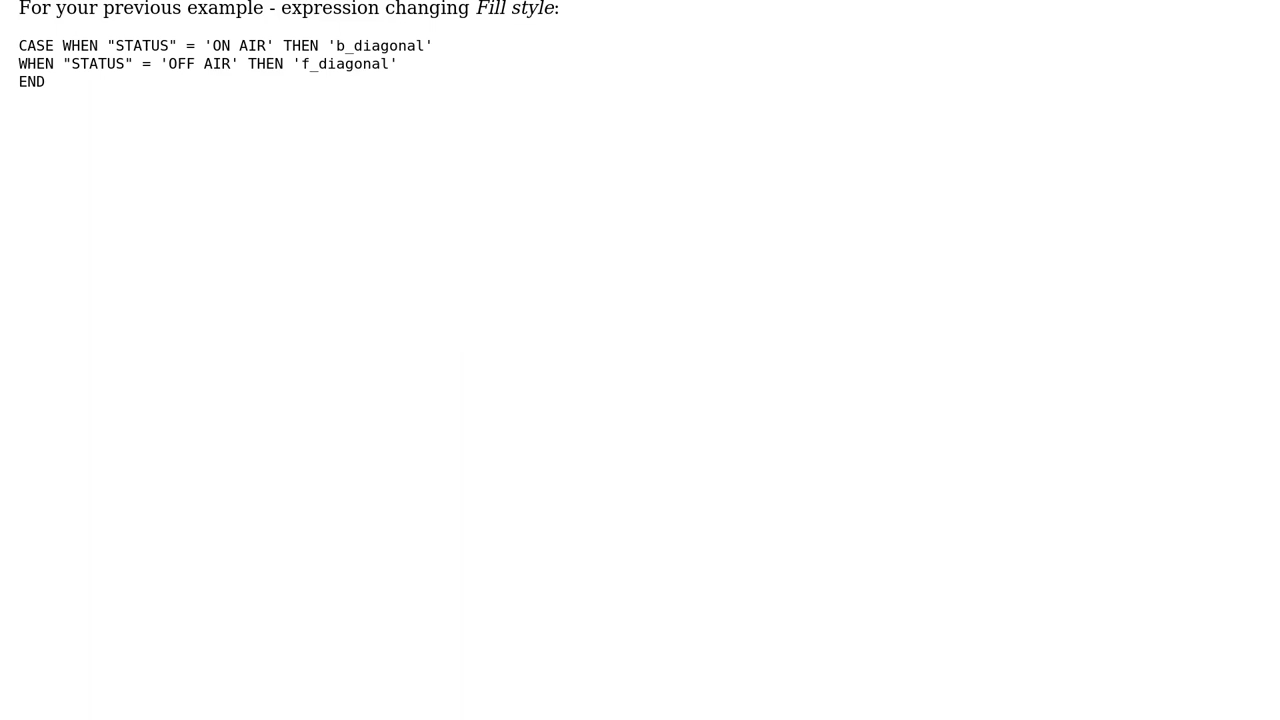 For your previous example - expression changing Fill style:
CASE WHEN "STATUS" = 'ON AIR' THEN 'b_diagonal'
WHEN "STATUS" = 'OFF AIR' THEN 'f_diagonal'
END